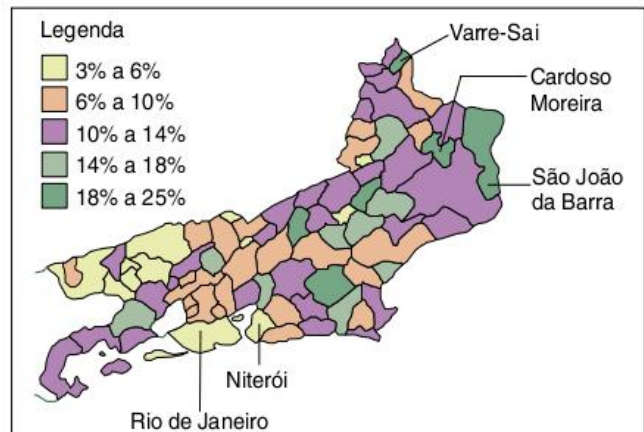 Legenda
3% a 6%
6% a 10%
10% a 14%
14% a 18%
18% a 25%
Varre-Sai
Cardoso
Moreira
São João
da Barra
Niterói
Rio de Janeiro